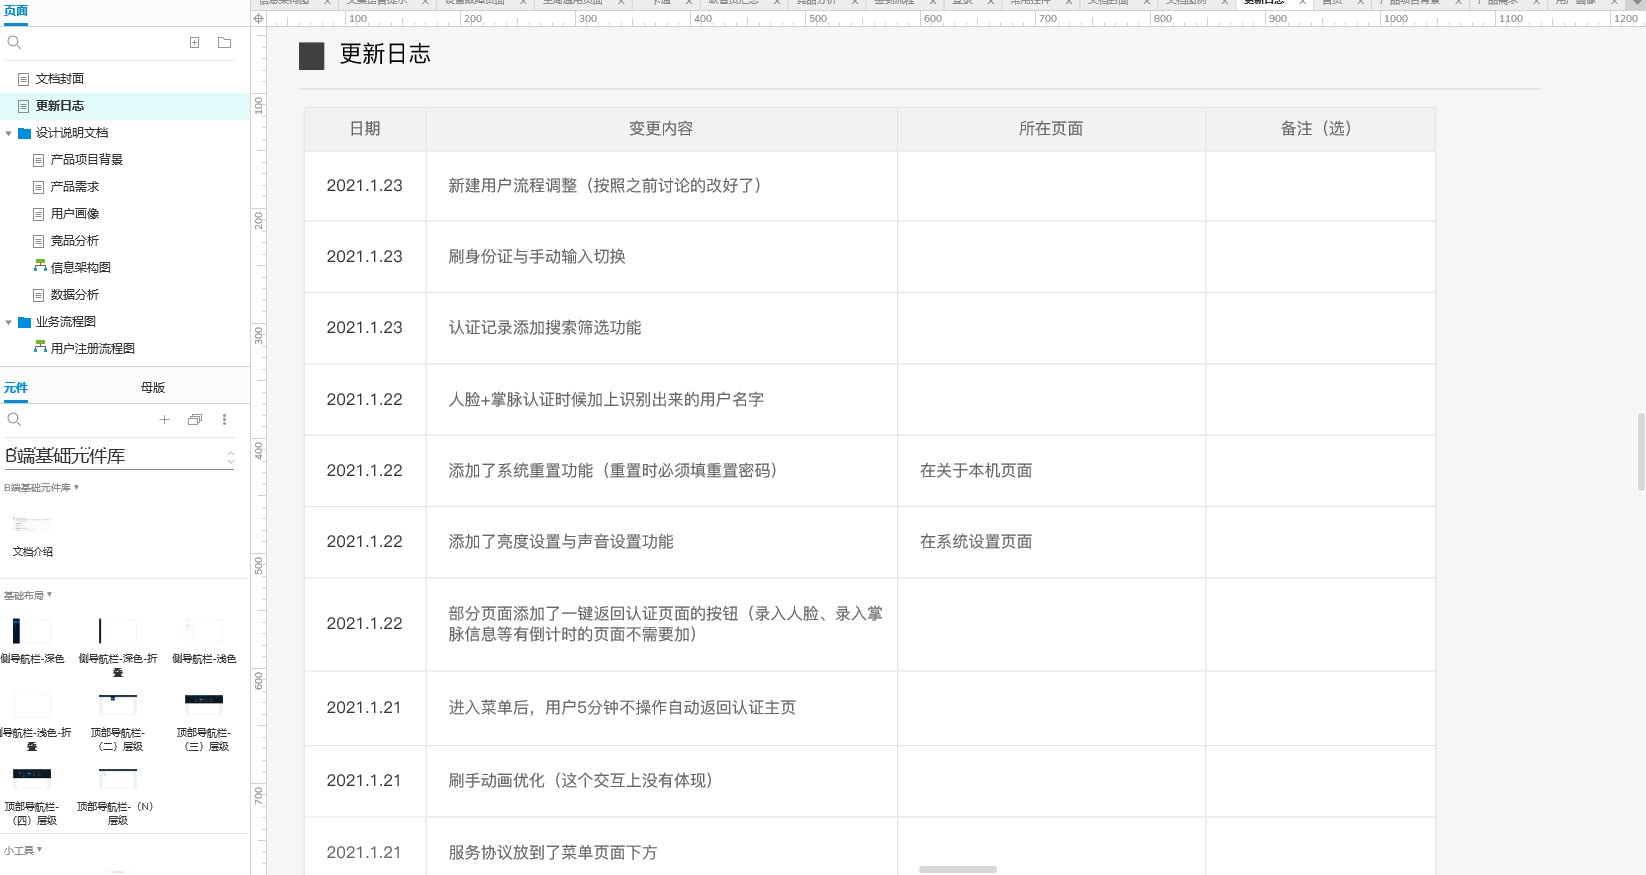 页面
文档封面
更新日志
设计说明文档
产品项目背景
产品需求
用户画像
竞品分析
信息架构图
数据分析
业务流程图
用户注册流程图
元件
母版
B端基础元件库
B端基础元件库
文档介绍
基础布局
侧导航栏-深色
侧导航栏-深色-折叠
侧导航栏-浅色
导航栏-浅色-折叠
顶部导航栏-（二）层级
顶部导航栏-（三）层级
顶部导航栏-（四）层级
顶部导航栏-（N）层级
小工具
100 200 300 400 500 600 700 800 900 1000 1100 1200
100
200
300
400
500
600
700
更新日志
日期 变更内容 所在页面 备注（选）
2021.1.23 新建用户流程调整（按照之前讨论的改好了）
2021.1.23 刷身份证与手动输入切换
2021.1.23 认证记录添加搜索筛选功能
2021.1.22 人脸+掌脉认证时候加上识别出来的用户名字
2021.1.22 添加了系统重置功能（重置时必须填重置密码） 在关于本机页面
2021.1.22 添加了亮度设置与声音设置功能 在系统设置页面
2021.1.22 部分页面添加了一键返回认证页面的按钮（录入人脸、录入掌
脉信息等有倒计时的页面不需要加）
2021.1.21 进入菜单后，用户5分钟不操作自动返回认证主页
2021.1.21 刷手动画优化（这个交互上没有体现）
2021.1.21 服务协议放到了菜单页面下方